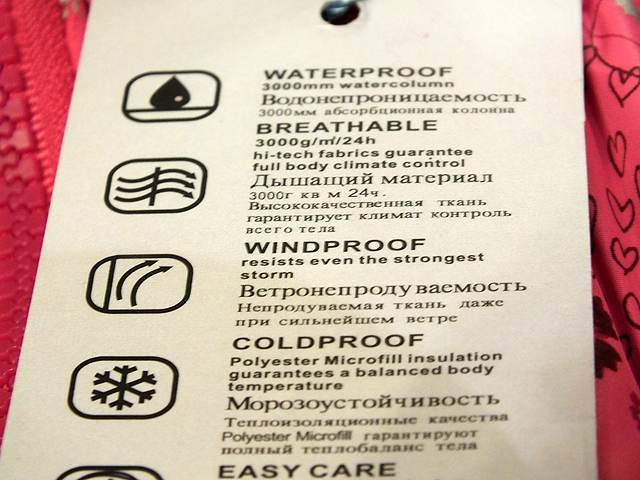 WATERPROOF
3000mm watercolumn
Водонепроницаемость
3000мм абсорбционная колонна
BREATHABLE
3000g/㎡/24h
hi-tech fabrics guarantee
full body climate control
Дышащий материал
3000г кв м 24ч.
Высококачественная ткань
гарантирует климат контроль
всего тела
WINDPROOF
resists even the strongest
storm
Ветронепродуваемость
Непродуваемая ткань даже
при сильнейшем ветре
COLDPROOF
Polyester Microfill insulation
guarantees a balanced body
temperature
Морозоустойчивость
Теплоизоляционные качества
Polyester Microfill гарантируют
полный теплобаланс тела
EASY CARE